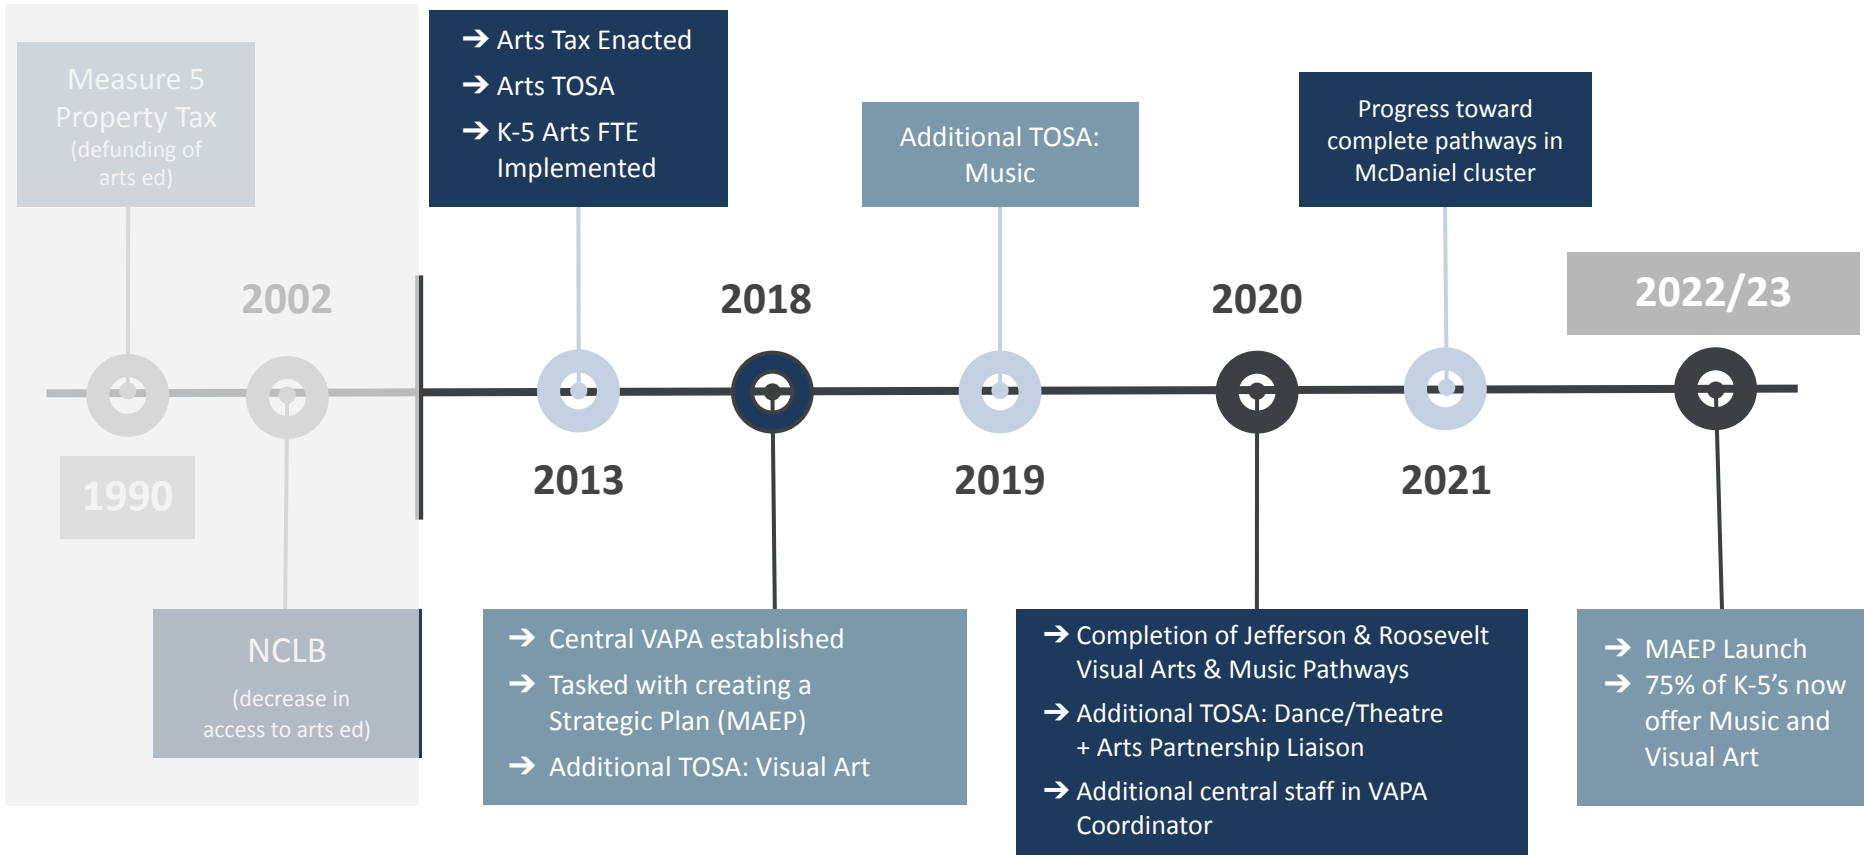 Measure 5
Property Tax
(defunding of
arts ed)
1990
2002
NCLB
(decrease in
access to arts ed)
➔ Arts Tax Enacted
➔ Arts TOSA
➔ K-5 Arts FTE
Implemented
2013
2018
➔ Central VAPA established
➔ Tasked with creating a
Strategic Plan (MAEP)
➔ Additional TOSA: Visual Art
Additional TOSA:
Music
2019
2020
➔ Completion of Jefferson & Roosevelt
Visual Arts & Music Pathways
➔ Additional TOSA: Dance/Theatre
+ Arts Partnership Liaison
➔ Additional central staff in VAPA
Coordinator
Progress toward
complete pathways in
McDaniel cluster
2021
2022/23
➔ MAEP Launch
➔ 75% of K-5's now
offer Music and
Visual Art